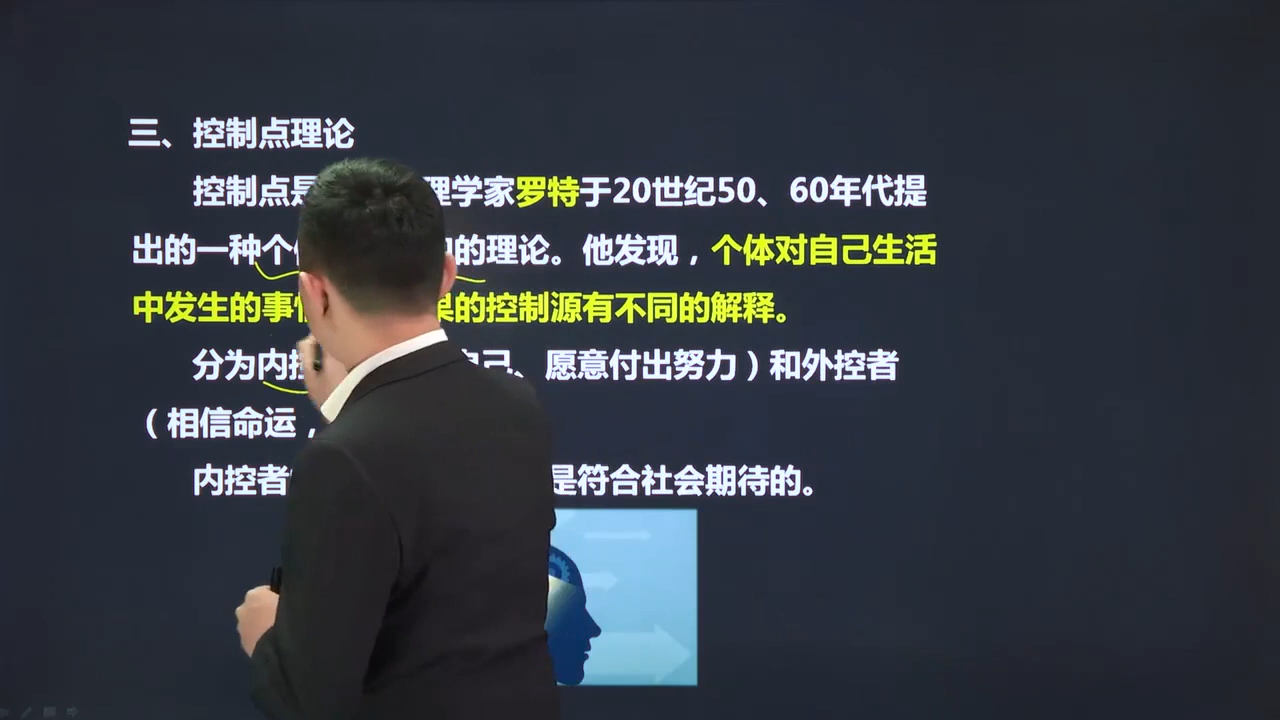 三、控制点理论
控制点是 理学家罗特于20世纪50、60年代提
出的一种个 的理论。他发现，个体对自己生活
中发生的事情 果的控制源有不同的解释。
分为内控 自己、愿意付出努力）和外控者
（相信命运，
内控者 是符合社会期待的。